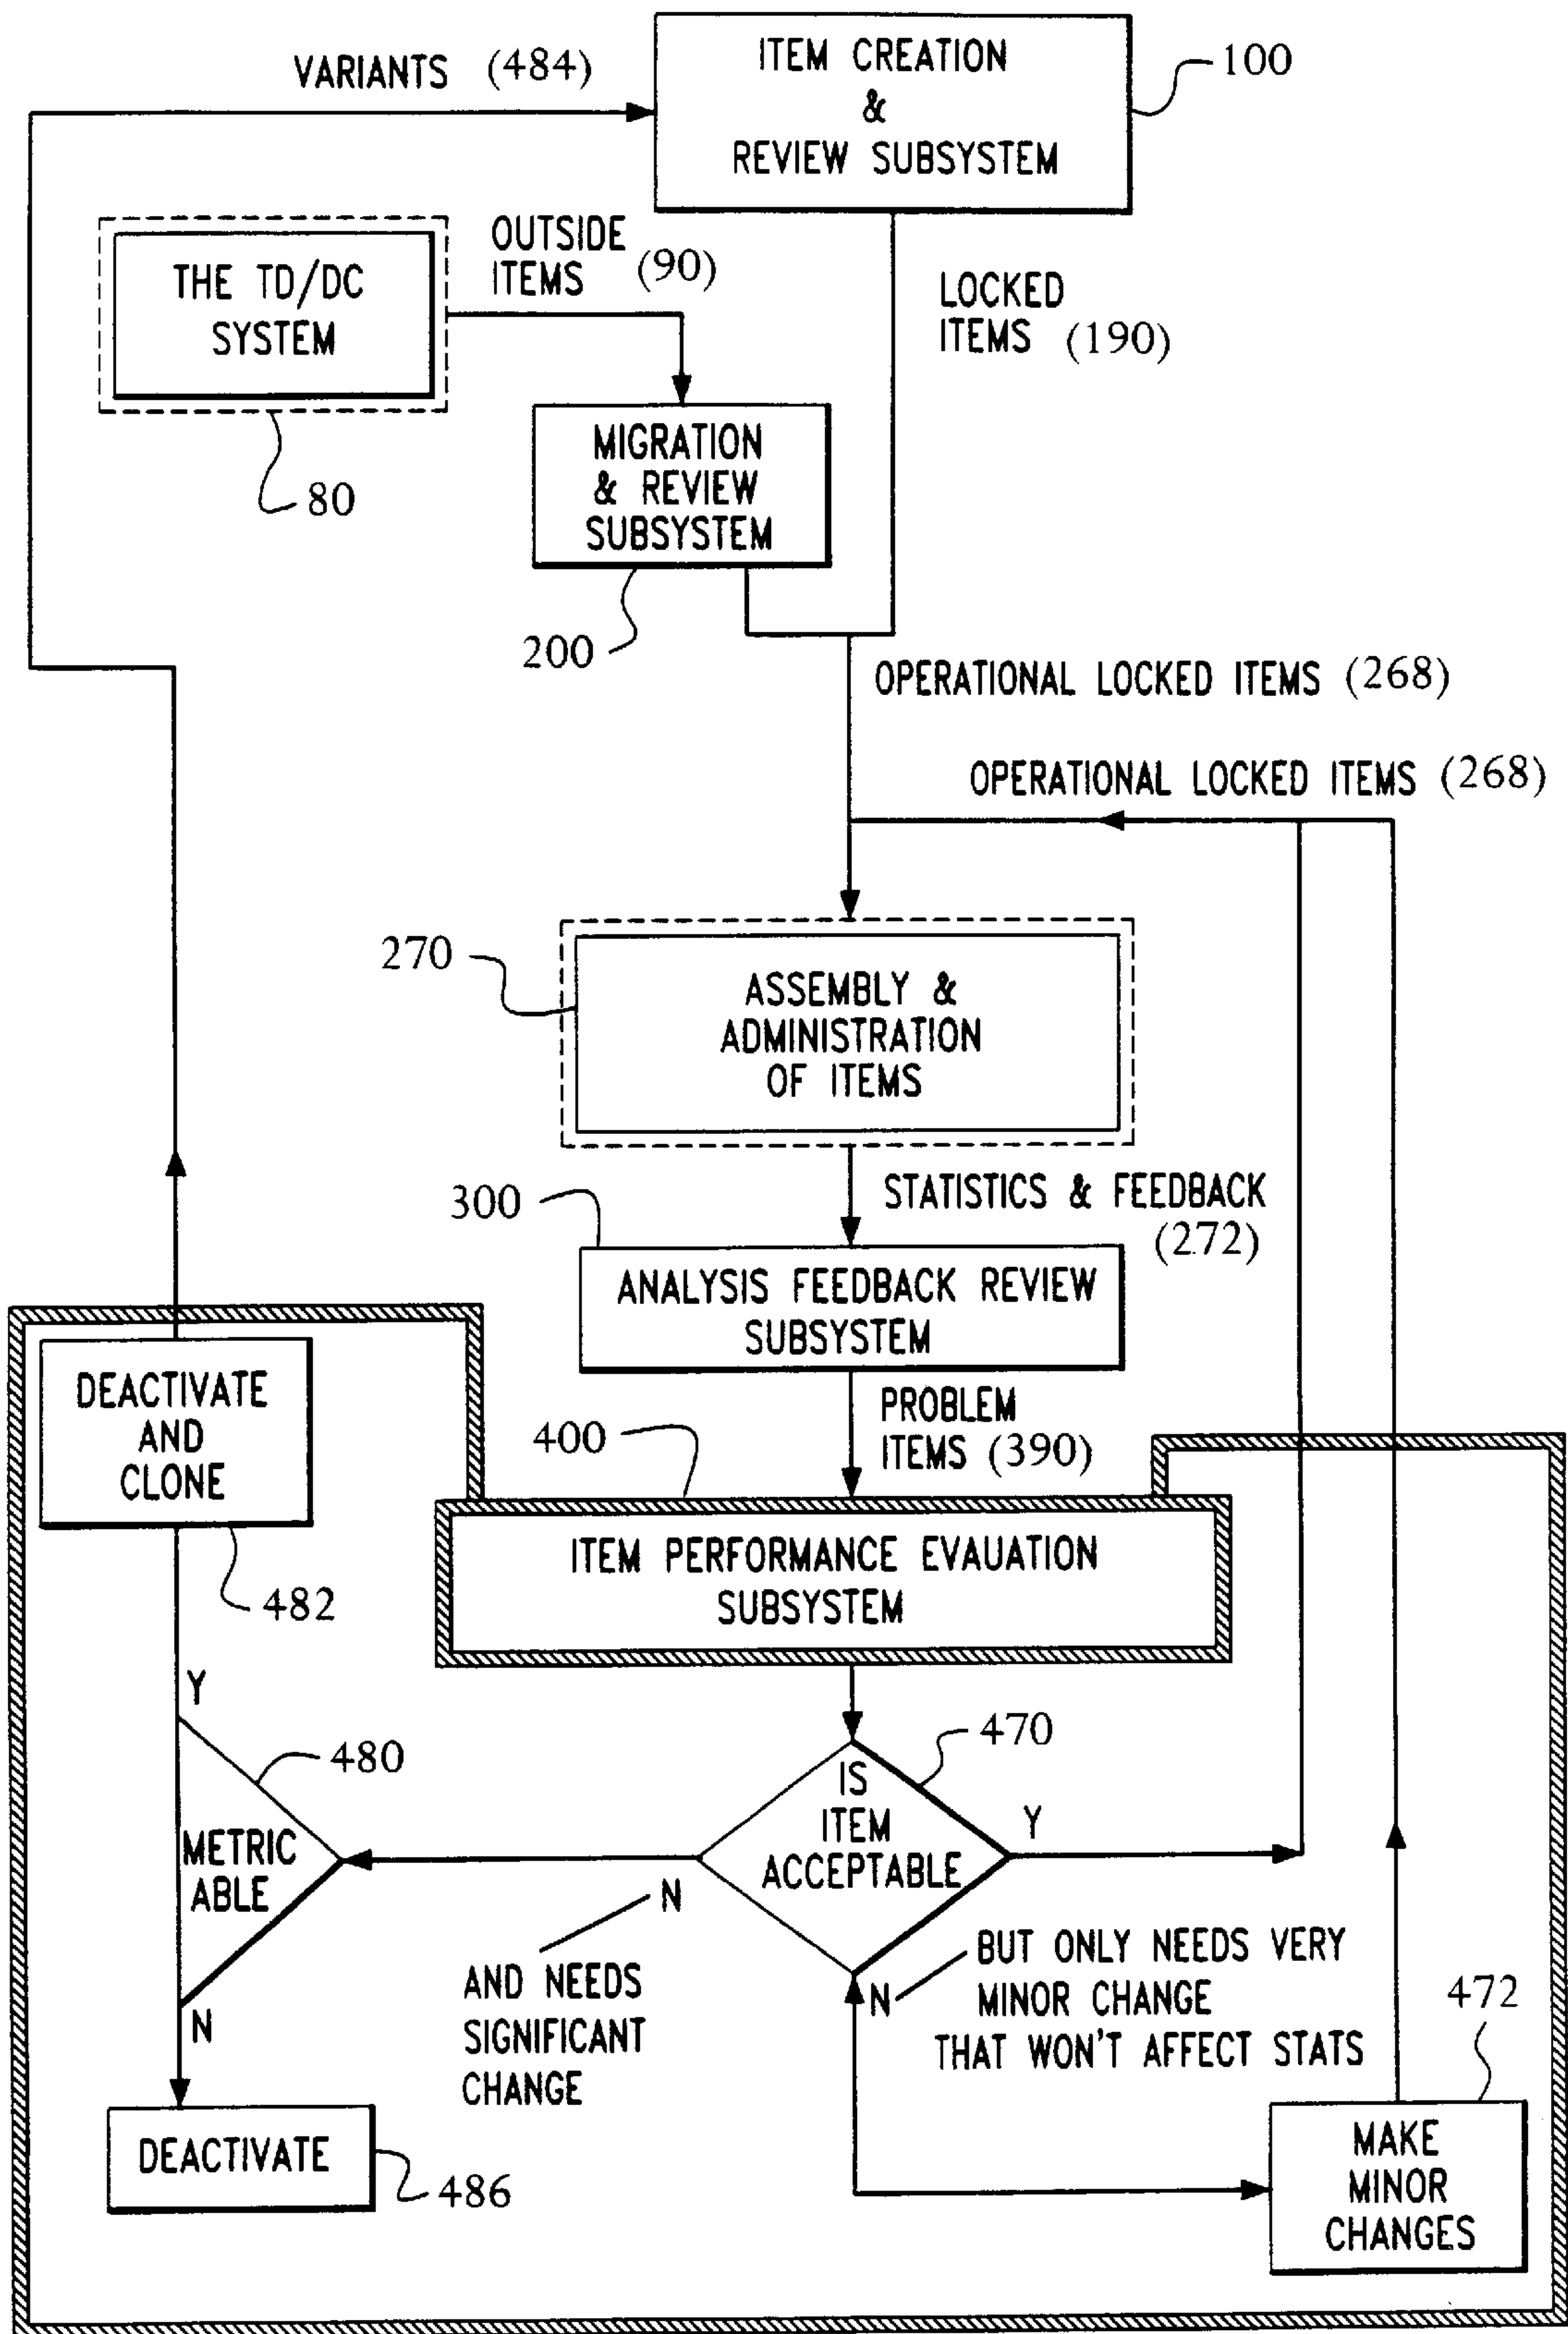 VARIANTS (484)
ITEM CREATION
&
REVIEW SUBSYSTEM
100
THE TD/DC
SYSTEM
80
OUTSIDE
ITEMS (90)
LOCKED
ITEMS (190)
MIGRATION
& REVIEW
SUBSYSTEM
200
OPERATIONAL LOCKED ITEMS (268)
OPERATIONAL LOCKED ITEMS (268)
270
ASSEMBLY &
ADMINISTRATION
OF ITEMS
STATISTICS & FEEDBACK
(272)
300
ANALYSIS FEEDBACK REVIEW
SUBSYSTEM
PROBLEM
ITEMS (390)
400
DEACTIVATE
AND
CLONE
482
ITEM PERFORMANCE EVAUATION
SUBSYSTEM
Y
480
METRIC
ABLE
N
470
IS
ITEM
ACCEPTABLE
Y
N
AND NEEDS
SIGNIFICANT
CHANGE
N
BUT ONLY NEEDS VERY
MINOR CHANGE
THAT WON'T AFFECT STATS
472
DEACTIVATE
486
MAKE
MINOR
CHANGES